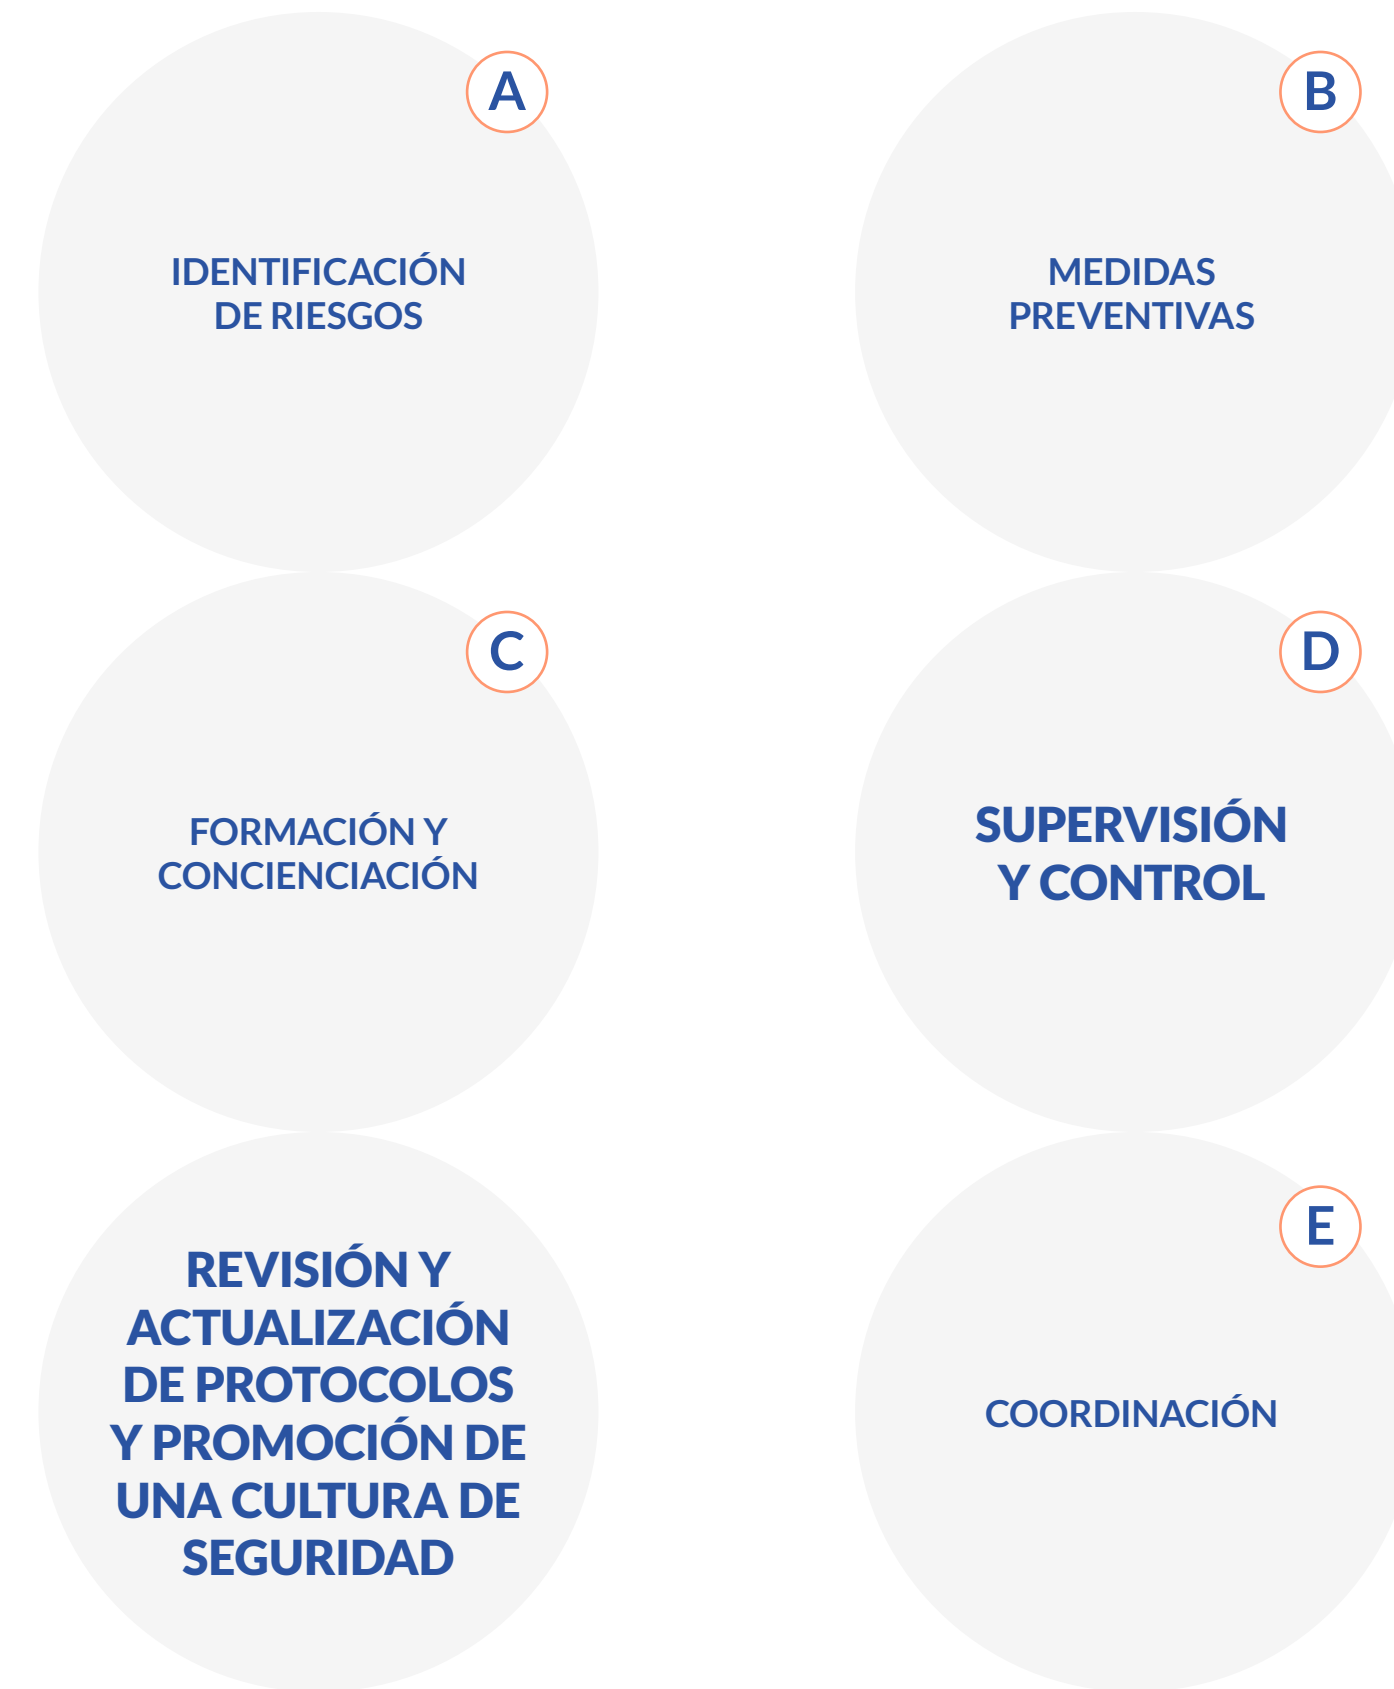 A
IDENTIFICACIÓN
DE RIESGOS
B
MEDIDAS
PREVENTIVAS
C
FORMACIÓN Y
CONCIENCIACIÓN
D
SUPERVISIÓN
Y CONTROL
REVISIÓN Y
ACTUALIZACIÓN
DE PROTOCOLOS
Y PROMOCIÓN DE
UNA CULTURA DE
SEGURIDAD
E
COORDINACIÓN